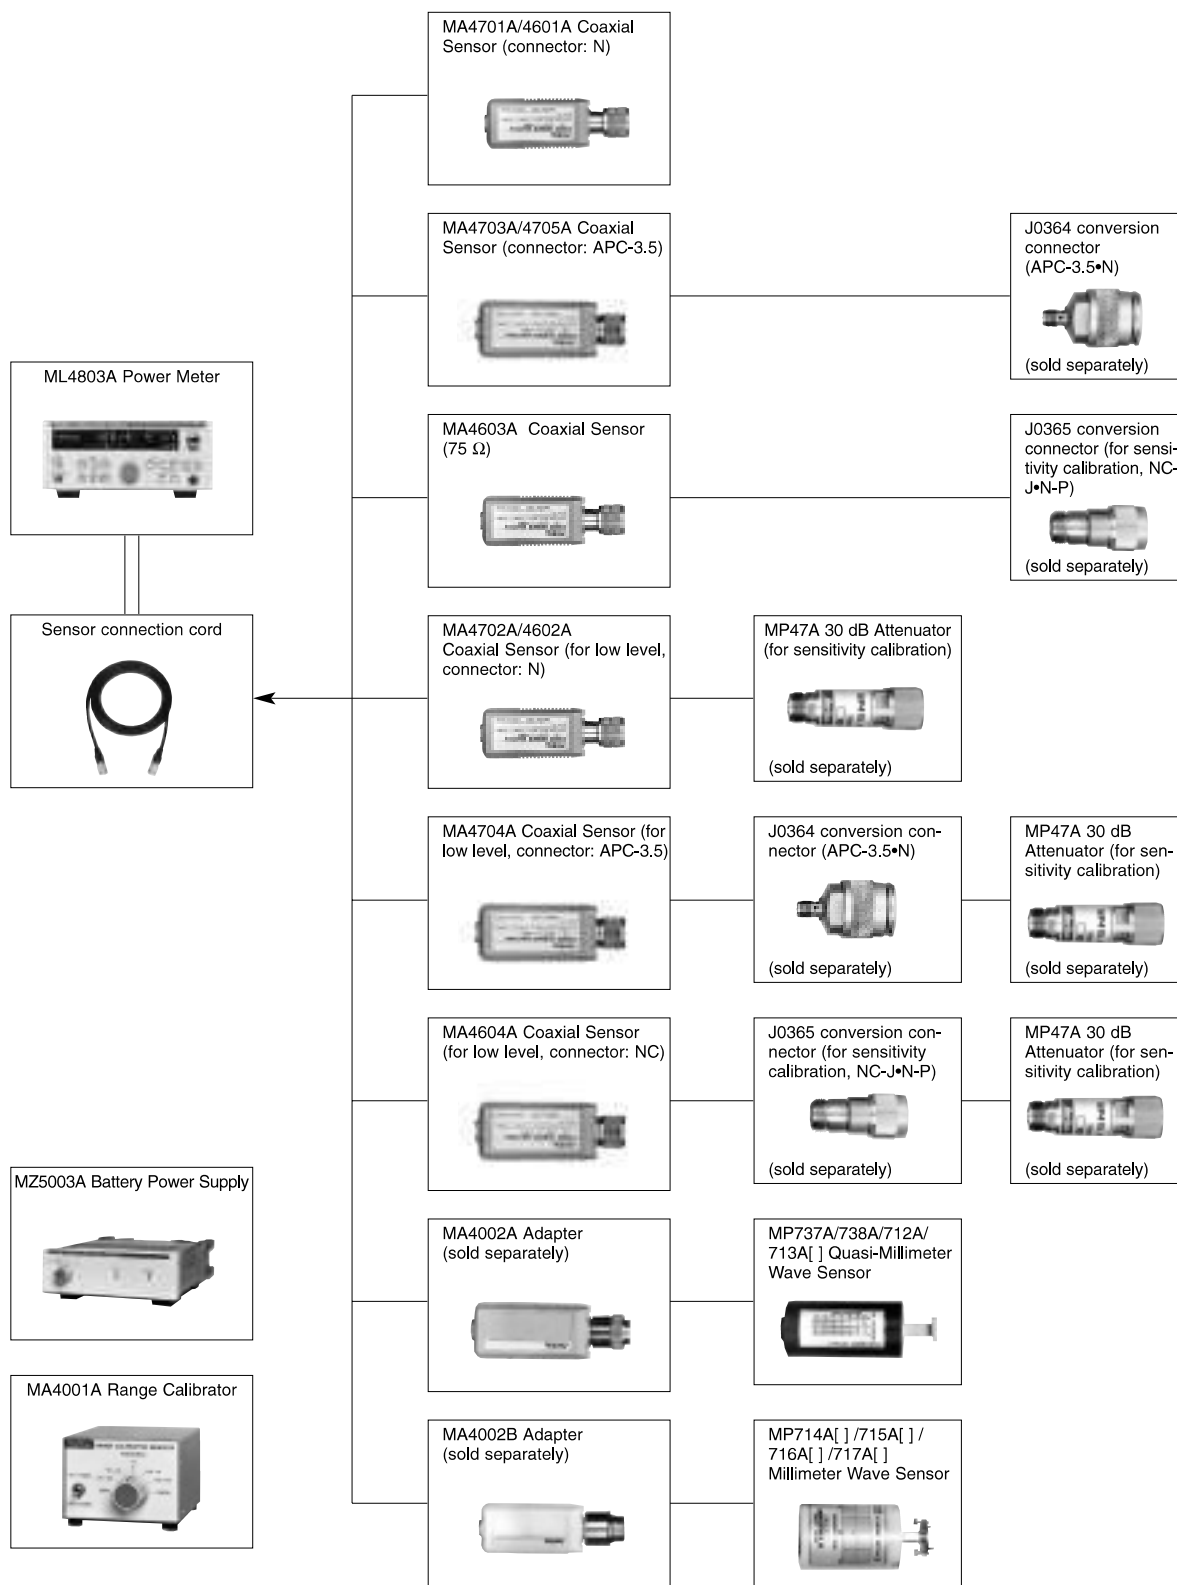 MA4701A/4601A Coaxial
Sensor (connector: N)
MA4703A/4705A Coaxial
Sensor (connector: APC-3.5)
J0364 conversion
connector
(APC-3.5•N)
(sold separately)
ML4803A Power Meter
MA4603A Coaxial Sensor
(75 Ω)
J0365 conversion
connector (for sensi-
tivity calibration, NC-
J•N-P)
(sold separately)
Sensor connection cord
MA4702A/4602A
Coaxial Sensor (for low level,
connector: N)
MP47A 30 dB Attenuator
(for sensitivity calibration)
(sold separately)
MA4704A Coaxial Sensor (for
low level, connector: APC-3.5)
J0364 conversion con-
nector (APC-3.5•N)
(sold separately)
MP47A 30 dB
Attenuator (for sen-
sitivity calibration)
(sold separately)
MA4604A Coaxial Sensor
(for low level, connector: NC)
J0365 conversion con-
nector (for sensitivity
calibration, NC-J•N-P)
(sold separately)
MP47A 30 dB
Attenuator (for sen-
sitivity calibration)
(sold separately)
MZ5003A Battery Power Supply
MA4002A Adapter
(sold separately)
MP737A/738A/712A/
713A[ ] Quasi-Millimeter
Wave Sensor
MA4001A Range Calibrator
MA4002B Adapter
(sold separately)
MP714A[ ] /715A[ ] /
716A[ ] /717A[ ]
Millimeter Wave Sensor